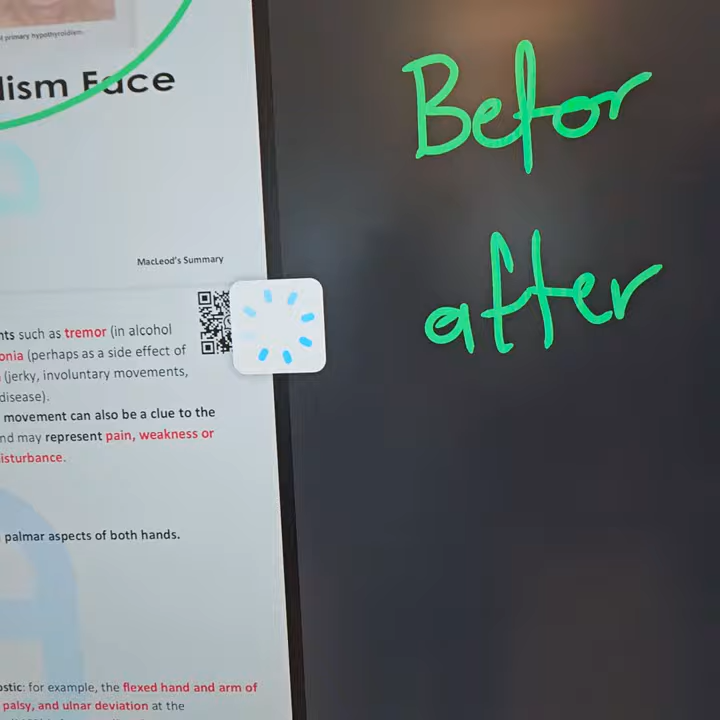 t primary hypothyroidism.
lism Face
MacLeod's Summary
nts such as tremor (in alcohol
onia (perhaps as a side effect of
(jerky, involuntary movements,
disease).
movement can also be a clue to the
nd may represent pain, weakness or
isturbance.
palmar aspects of both hands.
ostic: for example, the flexed hand and arm of
palsy, and ulnar deviation at the
Befor
after